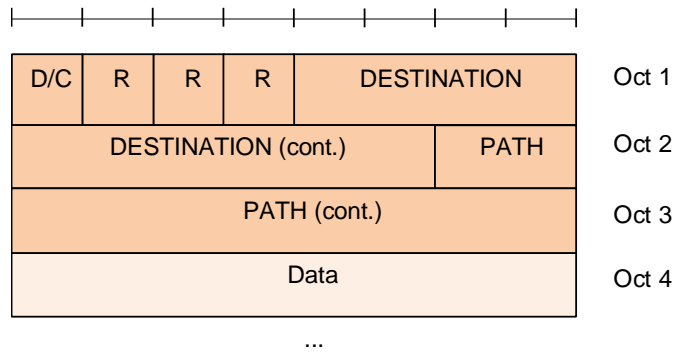 D/C R R R DESTINATION Oct 1
DESTINATION (cont.) PATH Oct 2
PATH (cont.) Oct 3
Data Oct 4
...